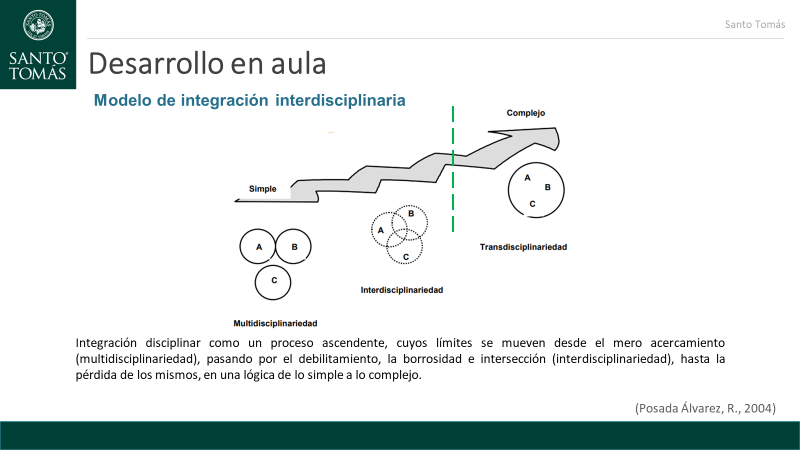 Santo Tomás
SANTO
TOMÁS
Desarrollo en aula
Modelo de integración interdisciplinaria
Complejo
Simple
A
B
C
A
B
C
A
B
C
Transdisciplinariedad
Interdisciplinariedad
Multidisciplinariedad
Integración disciplinar como un proceso ascendente, cuyos límites se mueven desde el mero acercamiento
(multidisciplinariedad), pasando por el debilitamiento, la borrosidad e intersección (interdisciplinariedad), hasta la
pérdida de los mismos, en una lógica de lo simple a lo complejo.
(Posada Álvarez, R., 2004)